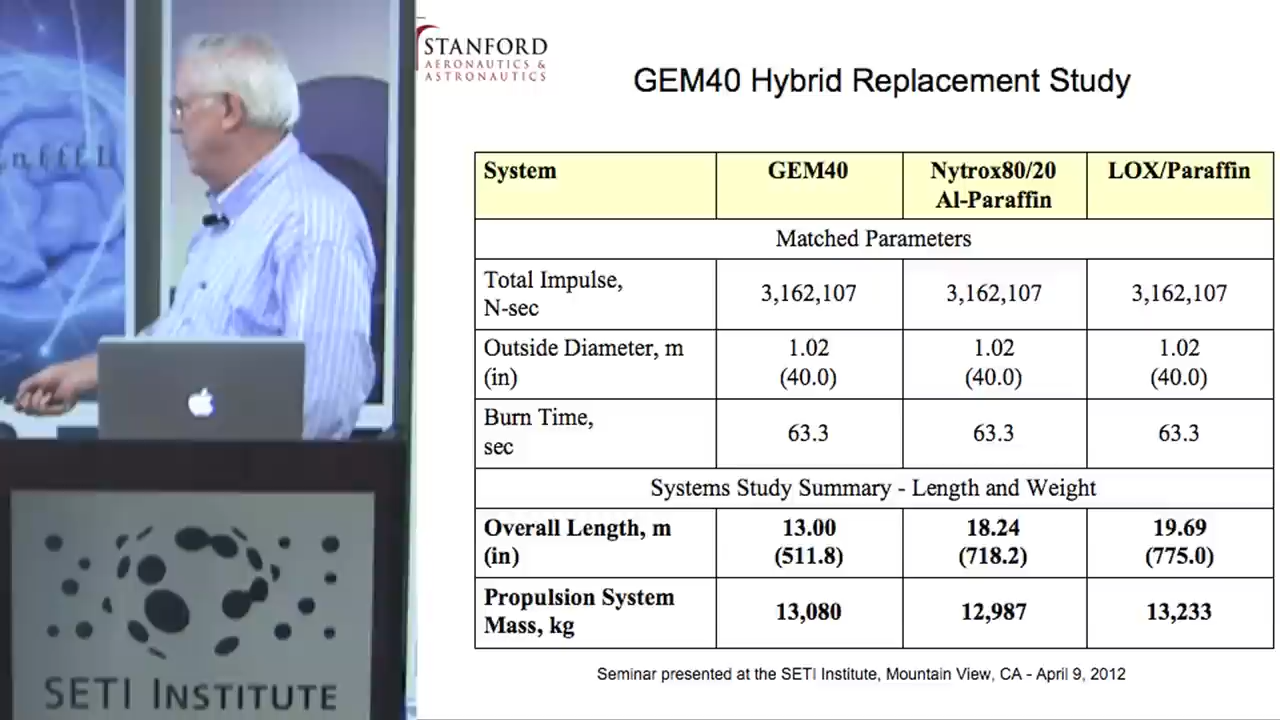 STANFORD
AERONAUTICS &
ASTRONAUTICS
GEM40 Hybrid Replacement Study
System
GEM40
Nytrox80/20
Al-Paraffin
LOX/Paraffin
Matched Parameters
Total Impulse,
N-sec
3,162,107
3,162,107
3,162,107
Outside Diameter, m
(in)
1.02
(40.0)
1.02
(40.0)
1.02
(40.0)
Burn Time,
sec
63.3
63.3
63.3
Systems Study Summary - Length and Weight
Overall Length, m
(in)
13.00
(511.8)
18.24
(718.2)
19.69
(775.0)
Propulsion System
Mass, kg
13,080
12,987
13,233
Seminar presented at the SETI Institute, Mountain View, CA - April 9, 2012
SETI INSTITUTE